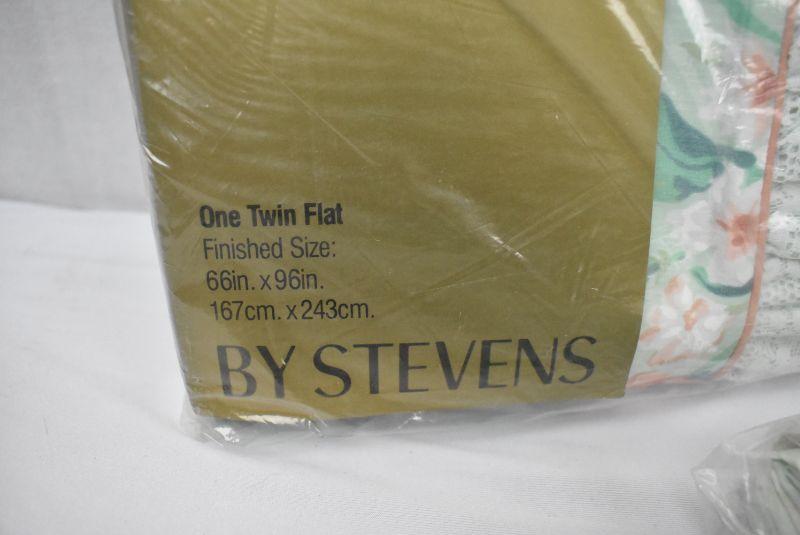 One Twin Flat
Finished Size:
66in. x 96in.
167cm. x 243cm.
BY STEVENS